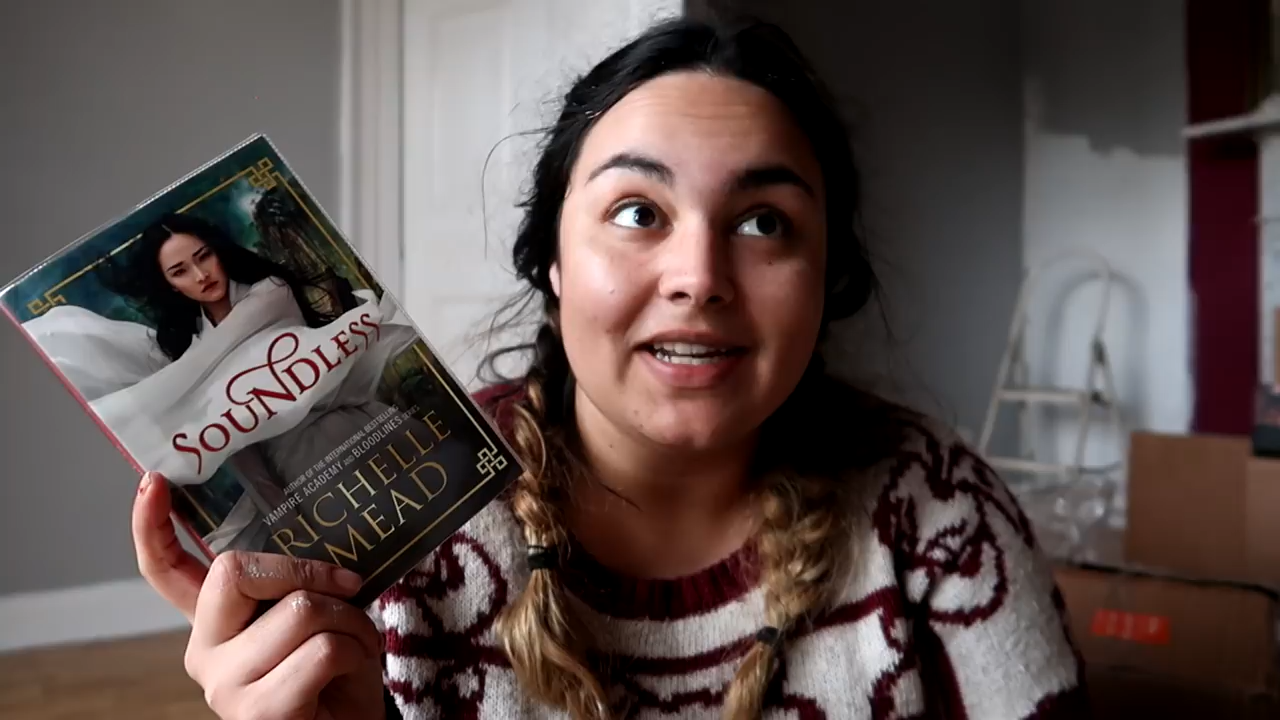 SOUNDLESS
AUTHOR OF THE INTERNATIONAL BESTSELLING
VAMPIRE ACADEMY AND BLOODLINES SERIES
RICHELLE
MEAD